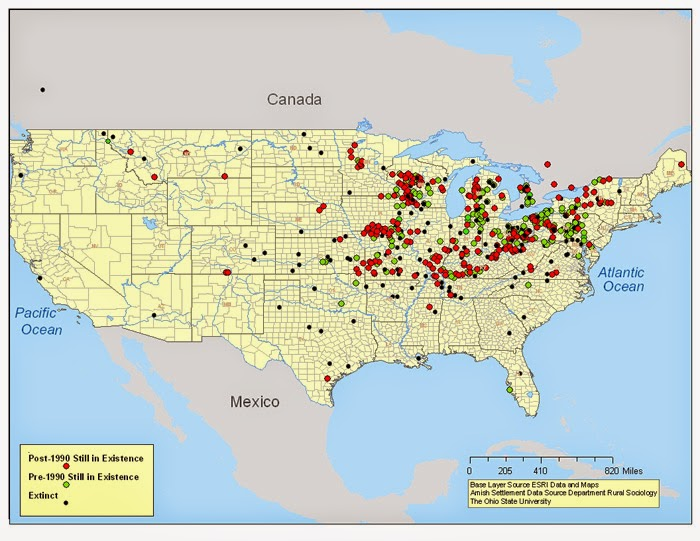 Canada
Atlantic
Ocean
Pacific
Ocean
Mexico
Post-1990 Still in Existence
Pre-1990 Still in Existence
Extinct
0 205 410 820 Miles
Base Layer Source ESRI Data and Maps
Amish Settlement Data Source Department Rural Sociology
The Ohio State University